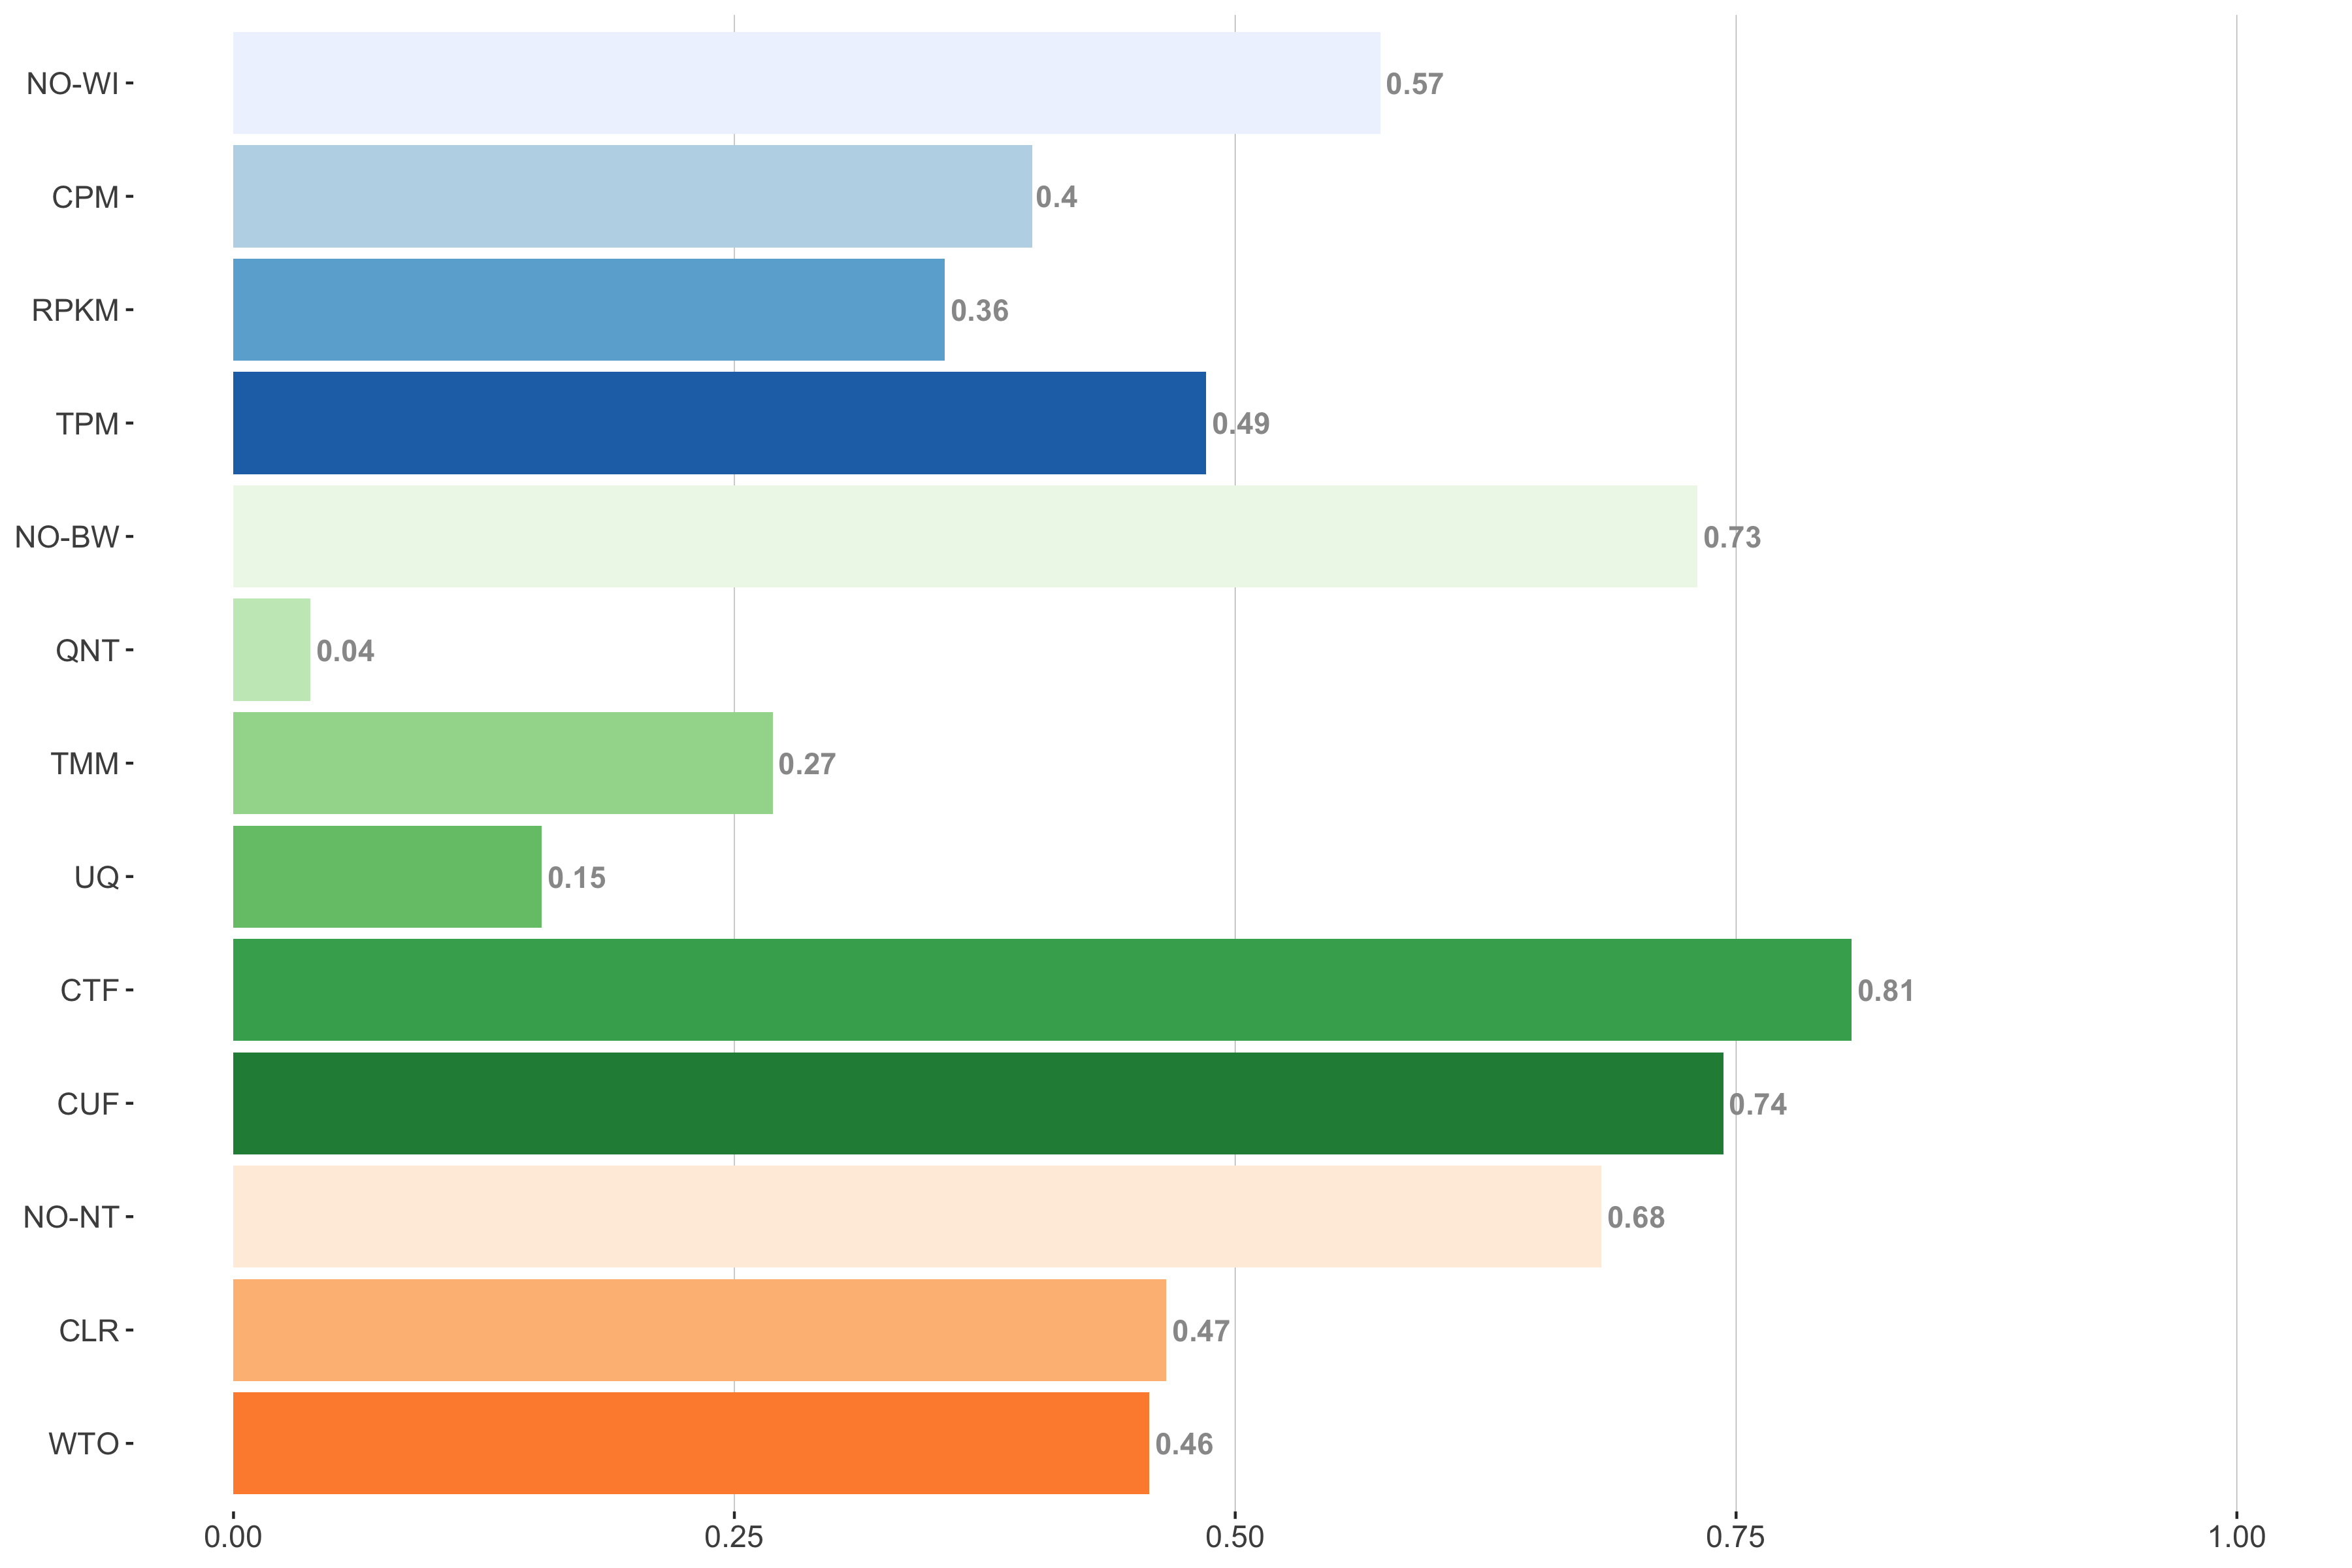 NO-WI 0.57
CPM 0.4
RPKM 0.36
TPM 0.49
NO-BW 0.73
QNT 0.04
TMM 0.27
UQ 0.15
CTF 0.81
CUF 0.74
NO-NT 0.68
CLR 0.47
WTO 0.46
0.00 0.25 0.50 0.75 1.00